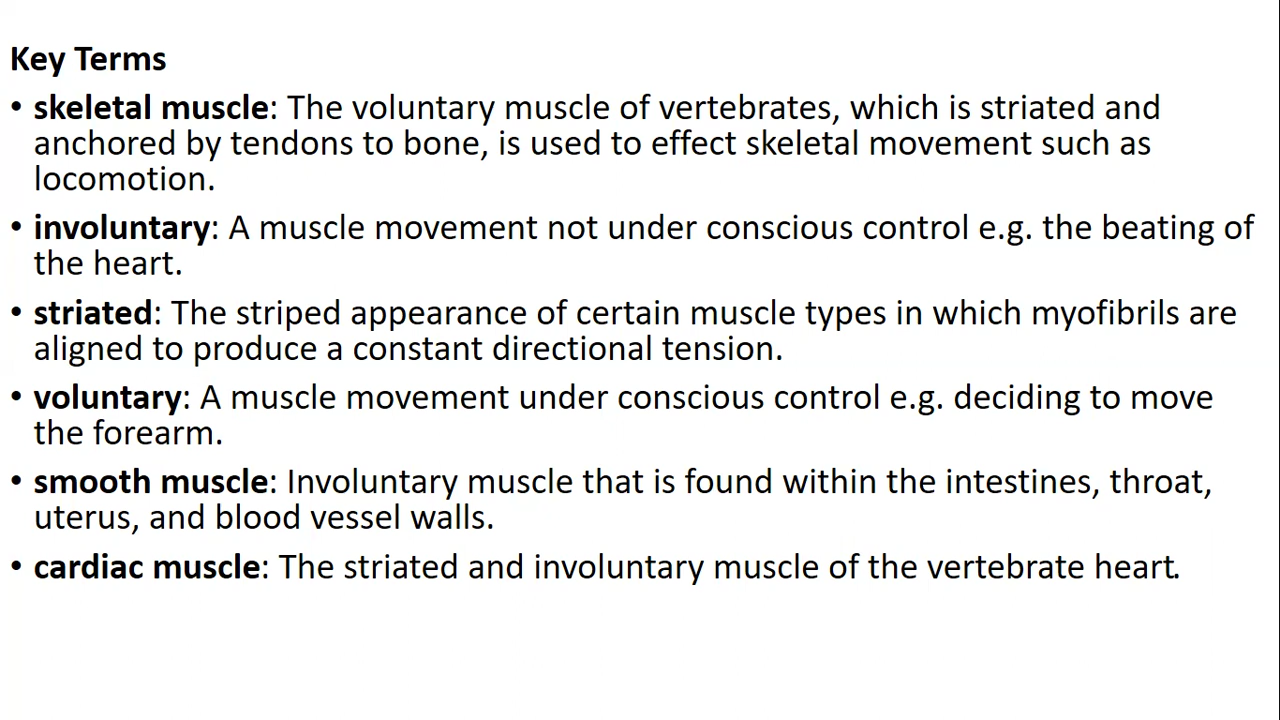 Key Terms
• skeletal muscle: The voluntary muscle of vertebrates, which is striated and
anchored by tendons to bone, is used to effect skeletal movement such as
locomotion.
• involuntary: A muscle movement not under conscious control e.g. the beating of
the heart.
• striated: The striped appearance of certain muscle types in which myofibrils are
aligned to produce a constant directional tension.
• voluntary: A muscle movement under conscious control e.g. deciding to move
the forearm.
• smooth muscle: Involuntary muscle that is found within the intestines, throat,
uterus, and blood vessel walls.
• cardiac muscle: The striated and involuntary muscle of the vertebrate heart.